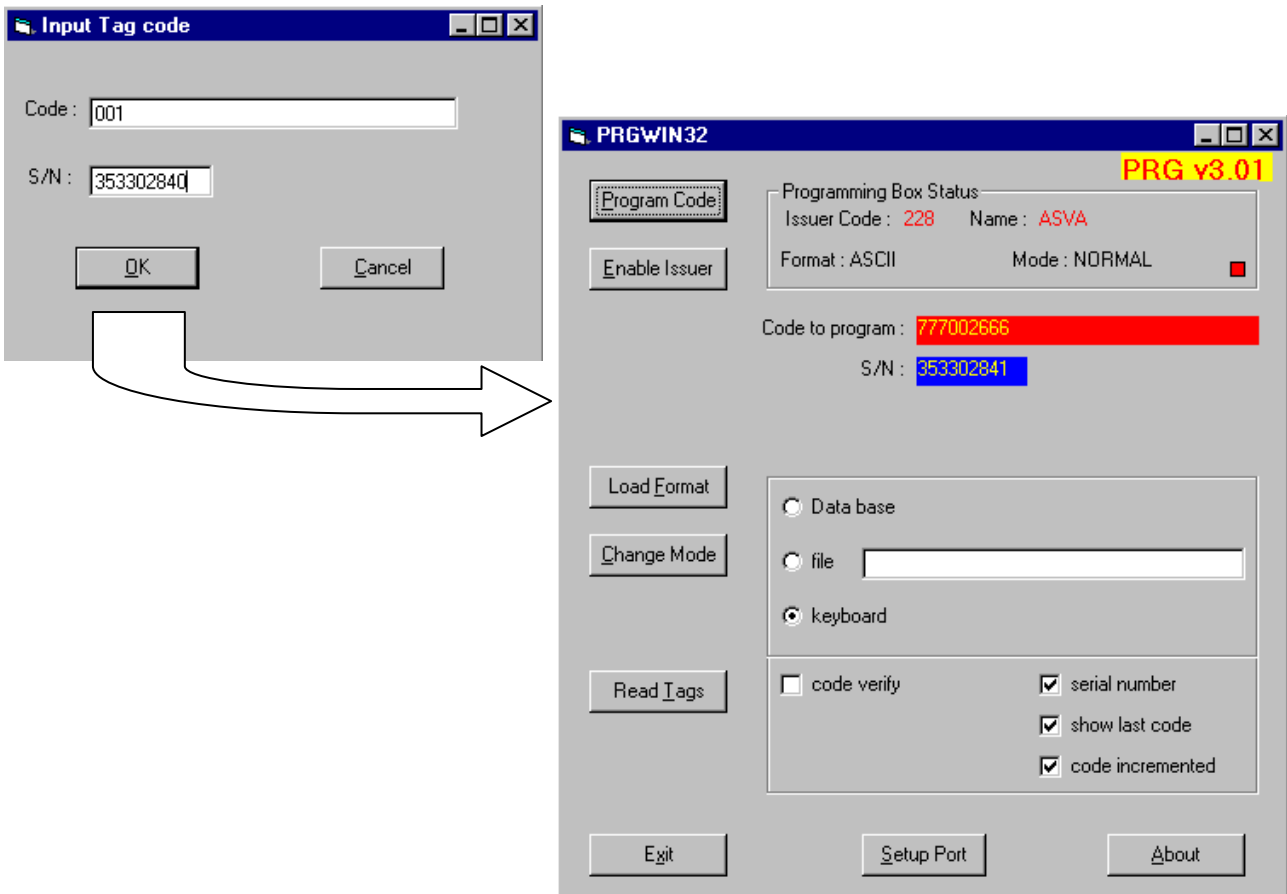 Input Tag code
Code : 001
S/N : 353302840
OK Cancel
PRGWIN32
PRG v3.01
Program Code
Enable Issuer
Programming Box Status
Issuer Code : 228 Name : ASVA
Format : ASCII Mode : NORMAL
Code to program : 777002666
S/N : 353302841
Load Format
Change Mode
Data base
file
keyboard
Read Tags
code verify
serial number
show last code
code incremented
Exit Setup Port About